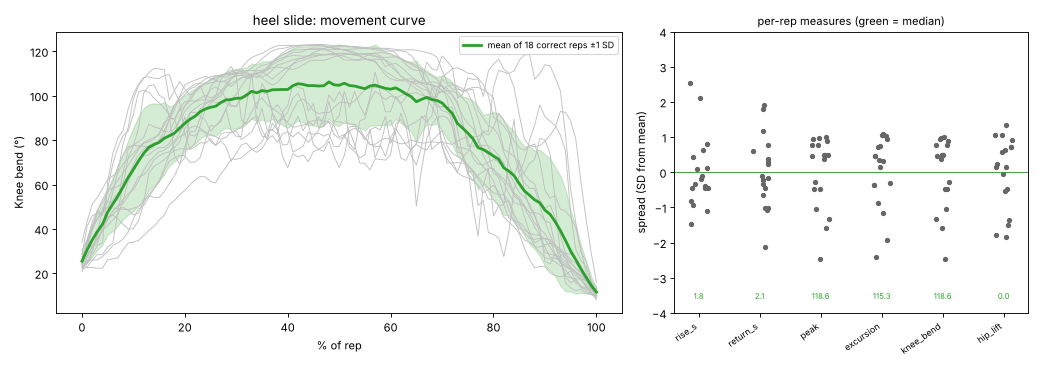 heel slide: movement curve
mean of 18 correct reps ±1 SD
Knee bend (°)
120
100
80
60
40
20
0
20
40
60
80
100
% of rep
per-rep measures (green = median)
spread (SD from mean)
4
3
2
1
0
−1
−2
−3
−4
1.8
2.1
118.6
115.3
118.6
0.0
rise_s
return_s
peak
excursion
knee_bend
hip_lift